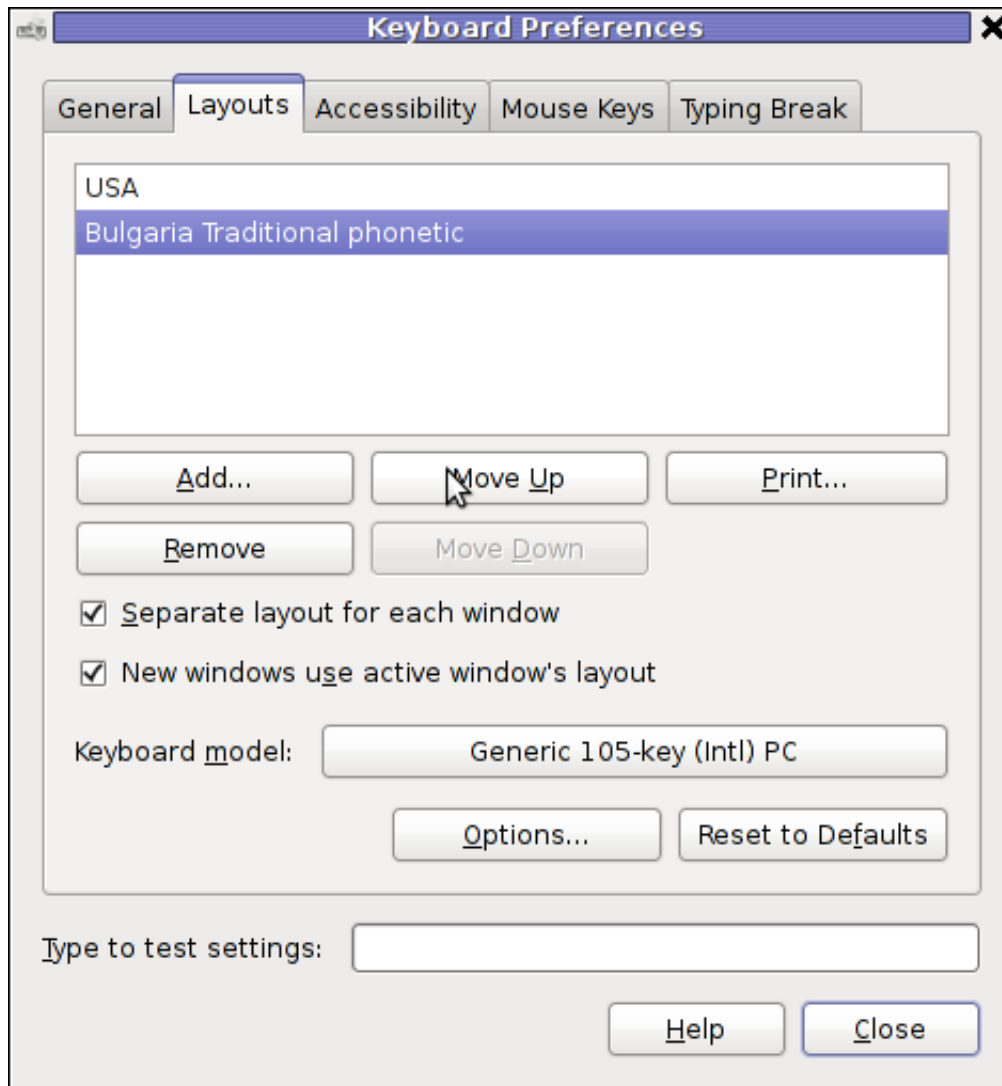 Keyboard Preferences
General Layouts Accessibility Mouse Keys Typing Break
USA
Bulgaria Traditional phonetic
Add... Move Up Print...
Remove Move Down
Separate layout for each window
New windows use active window's layout
Keyboard model: Generic 105-key (Intl) PC
Options... Reset to Defaults
Type to test settings:
Help Close